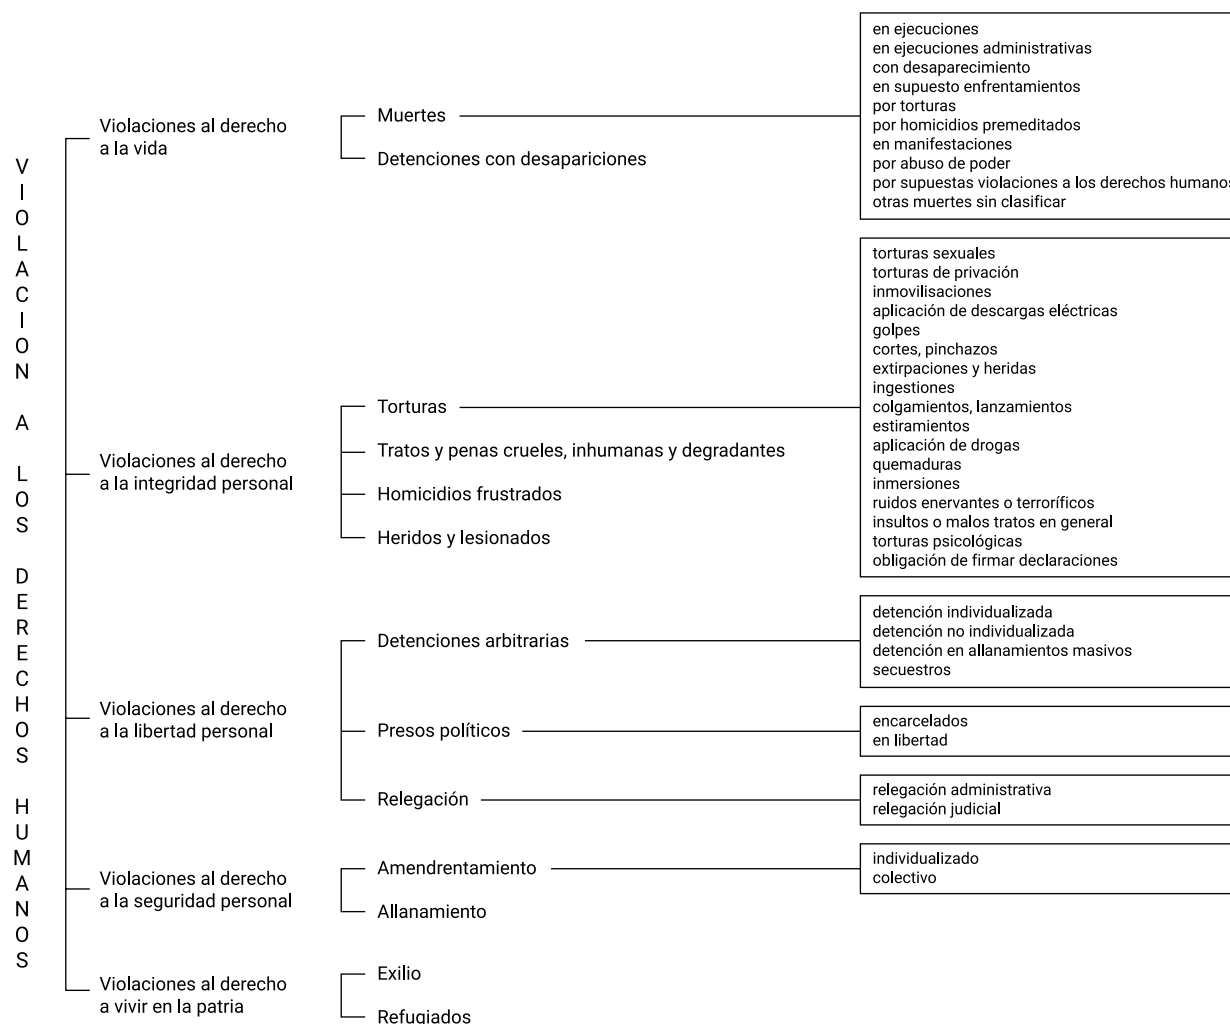 VIOLACION A LOS DERECHOS HUMANOS
Violaciones al derecho
a la vida
Muertes
Detenciones con desapariciones
en ejecuciones
en ejecuciones administrativas
con desaparecimiento
en supuesto enfrentamientos
por torturas
por homicidios premeditados
en manifestaciones
por abuso de poder
por supuestas violaciones a los derechos humanos
otras muertes sin clasificar
Violaciones al derecho
a la integridad personal
Torturas
Tratos y penas crueles, inhumanas y degradantes
Homicidios frustrados
Heridos y lesionados
torturas sexuales
torturas de privación
inmovilisaciones
aplicación de descargas eléctricas
golpes
cortes, pinchazos
extirpaciones y heridas
ingestiones
colgamientos, lanzamientos
estiramientos
aplicación de drogas
quemaduras
inmersiones
ruidos enervantes o terroríficos
insultos o malos tratos en general
torturas psicológicas
obligación de firmar declaraciones
Violaciones al derecho
a la libertad personal
Detenciones arbitrarias
detención individualizada
detención no individualizada
detención en allanamientos masivos
secuestros
Presos políticos
encarcelados
en libertad
Relegación
relegación administrativa
relegación judicial
Violaciones al derecho
a la seguridad personal
Amendrentamiento
individualizado
colectivo
Allanamiento
Violaciones al derecho
a vivir en la patria
Exilio
Refugiados